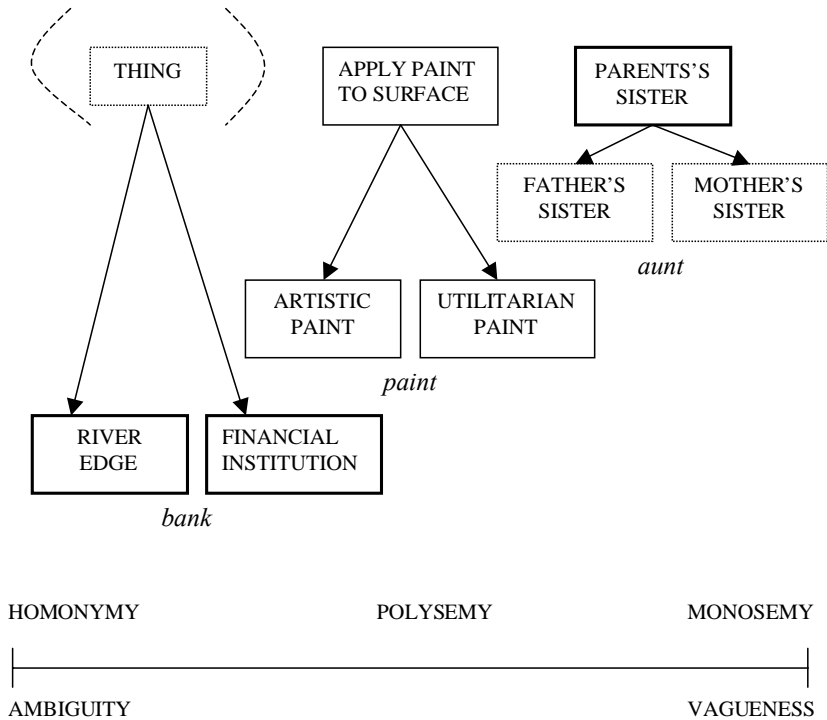 THING
APPLY PAINT
TO SURFACE
PARENTS'S
SISTER
FATHER'S
SISTER
MOTHER'S
SISTER
aunt
ARTISTIC
PAINT
UTILITARIAN
PAINT
paint
RIVER
EDGE
FINANCIAL
INSTITUTION
bank
HOMONYMY
POLYSEMY
MONOSEMY
AMBIGUITY
VAGUENESS